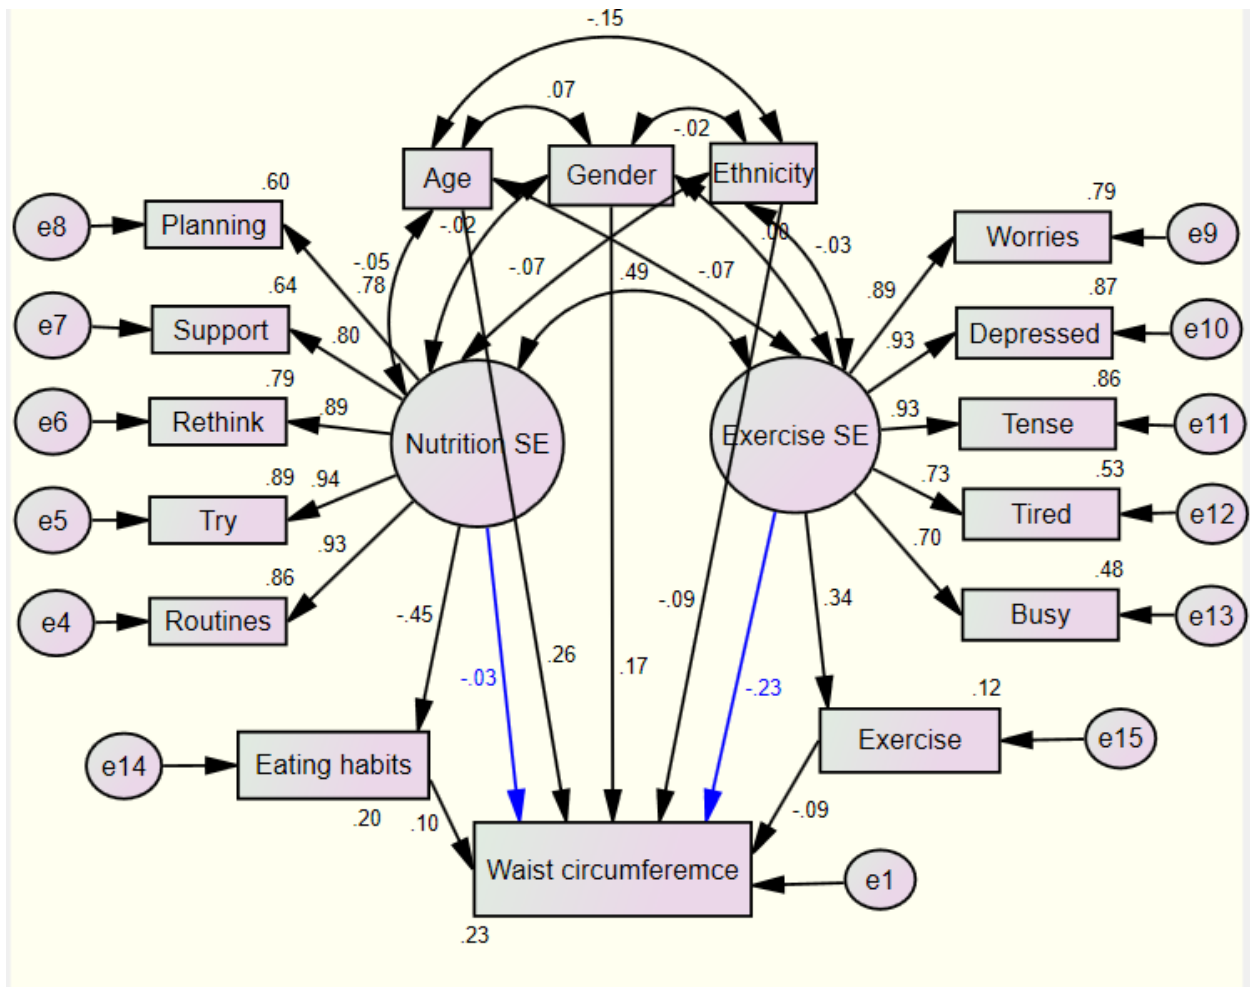 -.15
.07
-.02
Age
Gender
Ethnicity
.60
e8
Planning
.79
Worries
e9
-.02
.00
-.03
-.05
.78
-.07
.49
-.07
.89
.64
e7
Support
.80
.87
Depressed
e10
.93
.79
e6
Rethink
.89
Nutrition SE
Exercise SE
.93
.86
Tense
e11
.89
.94
e5
Try
.73
.53
Tired
e12
.93
.70
.86
e4
Routines
.48
Busy
e13
-.45
-.03
.26
.17
-.09
-.23
.34
.12
Exercise
e15
e14
Eating habits
.20
.10
-.09
Waist circumferemce
e1
.23